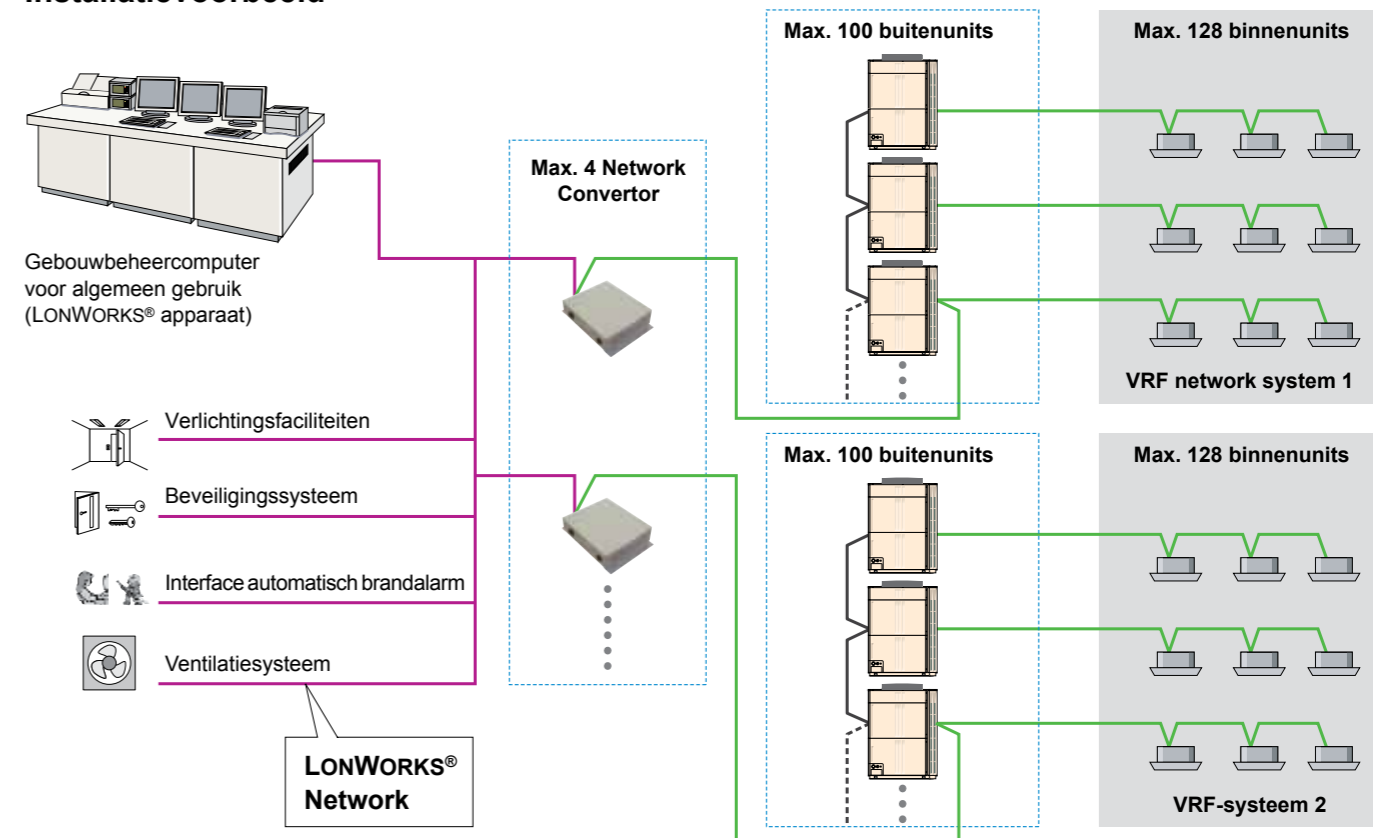 Max. 100 buitenunits
Max. 128 binnenunits
Max. 4 Network
Convertor
Gebouwbeheercomputer
voor algemeen gebruik
(LONWORKS® apparaat)
VRF network system 1
Verlichtingsfaciliteiten
Beveiligingssysteem
Interface automatisch brandalarm
Ventilatiesysteem
LONWORKS®
Network
Max. 100 buitenunits
Max. 128 binnenunits
VRF-systeem 2